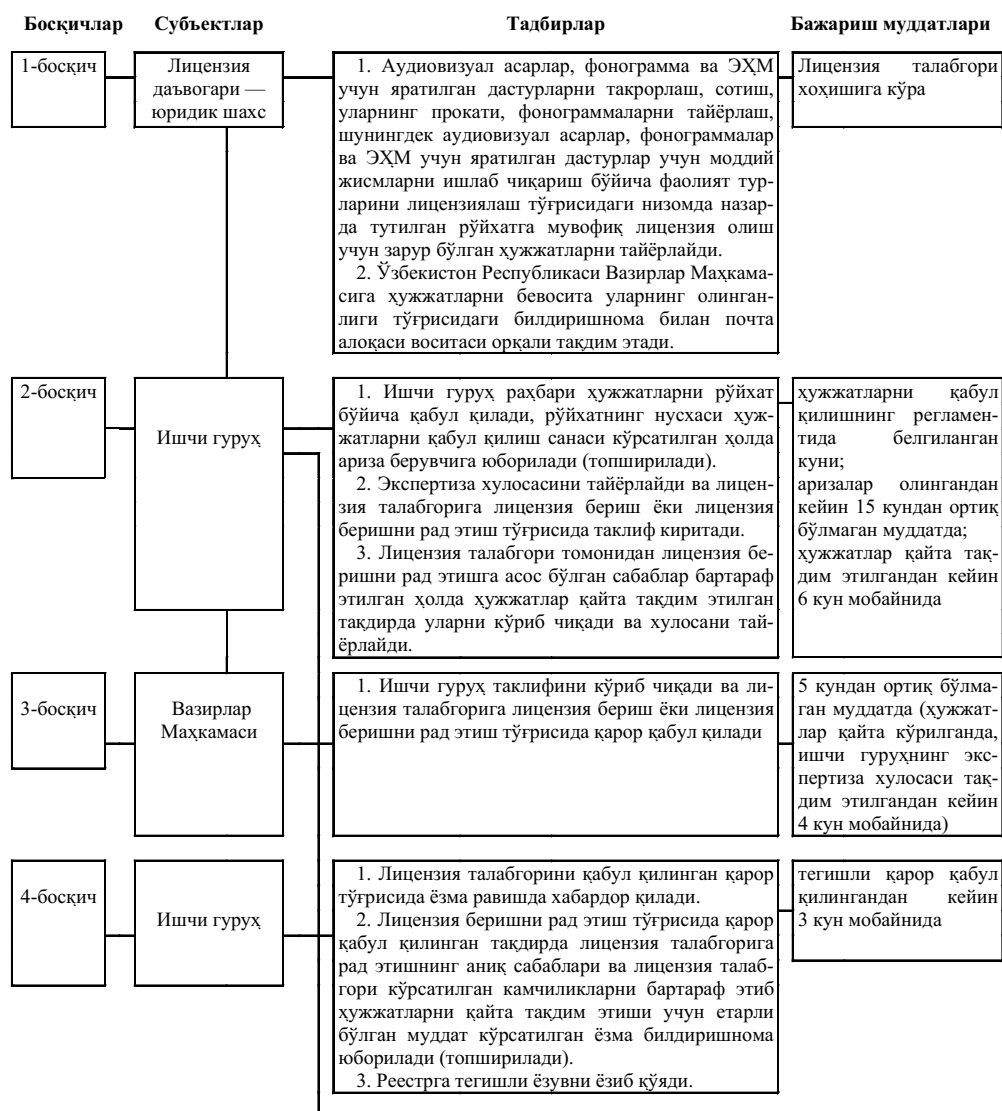 Босқичлар Субъектлар Тадбирлар Бажариш муддатлари
1-босқич
Лицензия
даъвогари —
юридик шахс
1. Аудиовизуал асарлар, фонограмма ва ЭҲМ
учун яратилган дастурларни такрорлаш, сотиш,
уларнинг прокати, фонограммаларни тайёрлаш,
шунингдек аудиовизуал асарлар, фонограммалар
ва ЭҲМ учун яратилган дастурлар учун моддий
жисмларни ишлаб чиқариш бўйича фаолият тур-
ларини лицензиялаш тўғрисидаги низомда назар-
да тутилган рўйхатга мувофиқ лицензия олиш
учун зарур бўлган ҳужжатларни тайёрлайди.
2. Ўзбекистон Республикаси Вазирлар Маҳкама-
сига ҳужжатларни бевосита уларнинг олинган-
лиги тўғрисидаги билдиришнома билан почта
алоқаси воситаси орқали тақдим этади.
Лицензия талабгори
хоҳишига кўра
2-босқич
Ишчи гуруҳ
1. Ишчи гуруҳ раҳбари ҳужжатларни рўйхат
бўйича қабул қилади, рўйхатнинг нусхаси ҳуж-
жатларни қабул қилиш санаси кўрсатилган ҳолда
ариза берувчига юборилади (топширилади).
2. Экспертиза хулосасини тайёрлайди ва лицен-
зия талабгорига лицензия бериш ёки лицензия
беришни рад этиш тўғрисида таклиф киритади.
3. Лицензия талабгори томонидан лицензия бе-
ришни рад этишга асос бўлган сабаблар бартараф
этилган ҳолда ҳужжатлар қайта тақдим этилган
тақдирда уларни кўриб чиқади ва хулосани тай-
ёрлайди.
ҳужжатларни қабул
қилишнинг регламен-
тида белгиланган
куни;
аризалар олингандан
кейин 15 кундан ортиқ
бўлмаган муддатда;
ҳужжатлар қайта тақ-
дим этилгандан кейин
6 кун мобайнида
3-босқич
Вазирлар
Маҳкамаси
1. Ишчи гуруҳ таклифини кўриб чиқади ва ли-
цензия талабгорига лицензия бериш ёки лицензия
беришни рад этиш тўғрисида қарор қабул қилади
5 кундан ортиқ бўлма-
ган муддатда (ҳужжат-
лар қайта кўрилганда,
ишчи гуруҳнинг экс-
пертиза хулосаси тақ-
дим этилгандан кейин
4 кун мобайнида)
4-босқич
Ишчи гуруҳ
1. Лицензия талабгорини қабул қилинган қарор
тўғрисида ёзма равишда хабардор қилади.
2. Лицензия беришни рад этиш тўғрисида қарор
қабул қилинган тақдирда лицензия талабгорига
рад этишнинг аниқ сабаблари ва лицензия талаб-
гори кўрсатилган камчиликларни бартараф этиб
ҳужжатларни қайта тақдим этиши учун етарли
бўлган муддат кўрсатилган ёзма билдиришнома
юборилади (топширилади).
3. Реестрга тегишли ёзувни ёзиб қўяди.
тегишли қарор қабул
қилингандан кейин
3 кун мобайнида